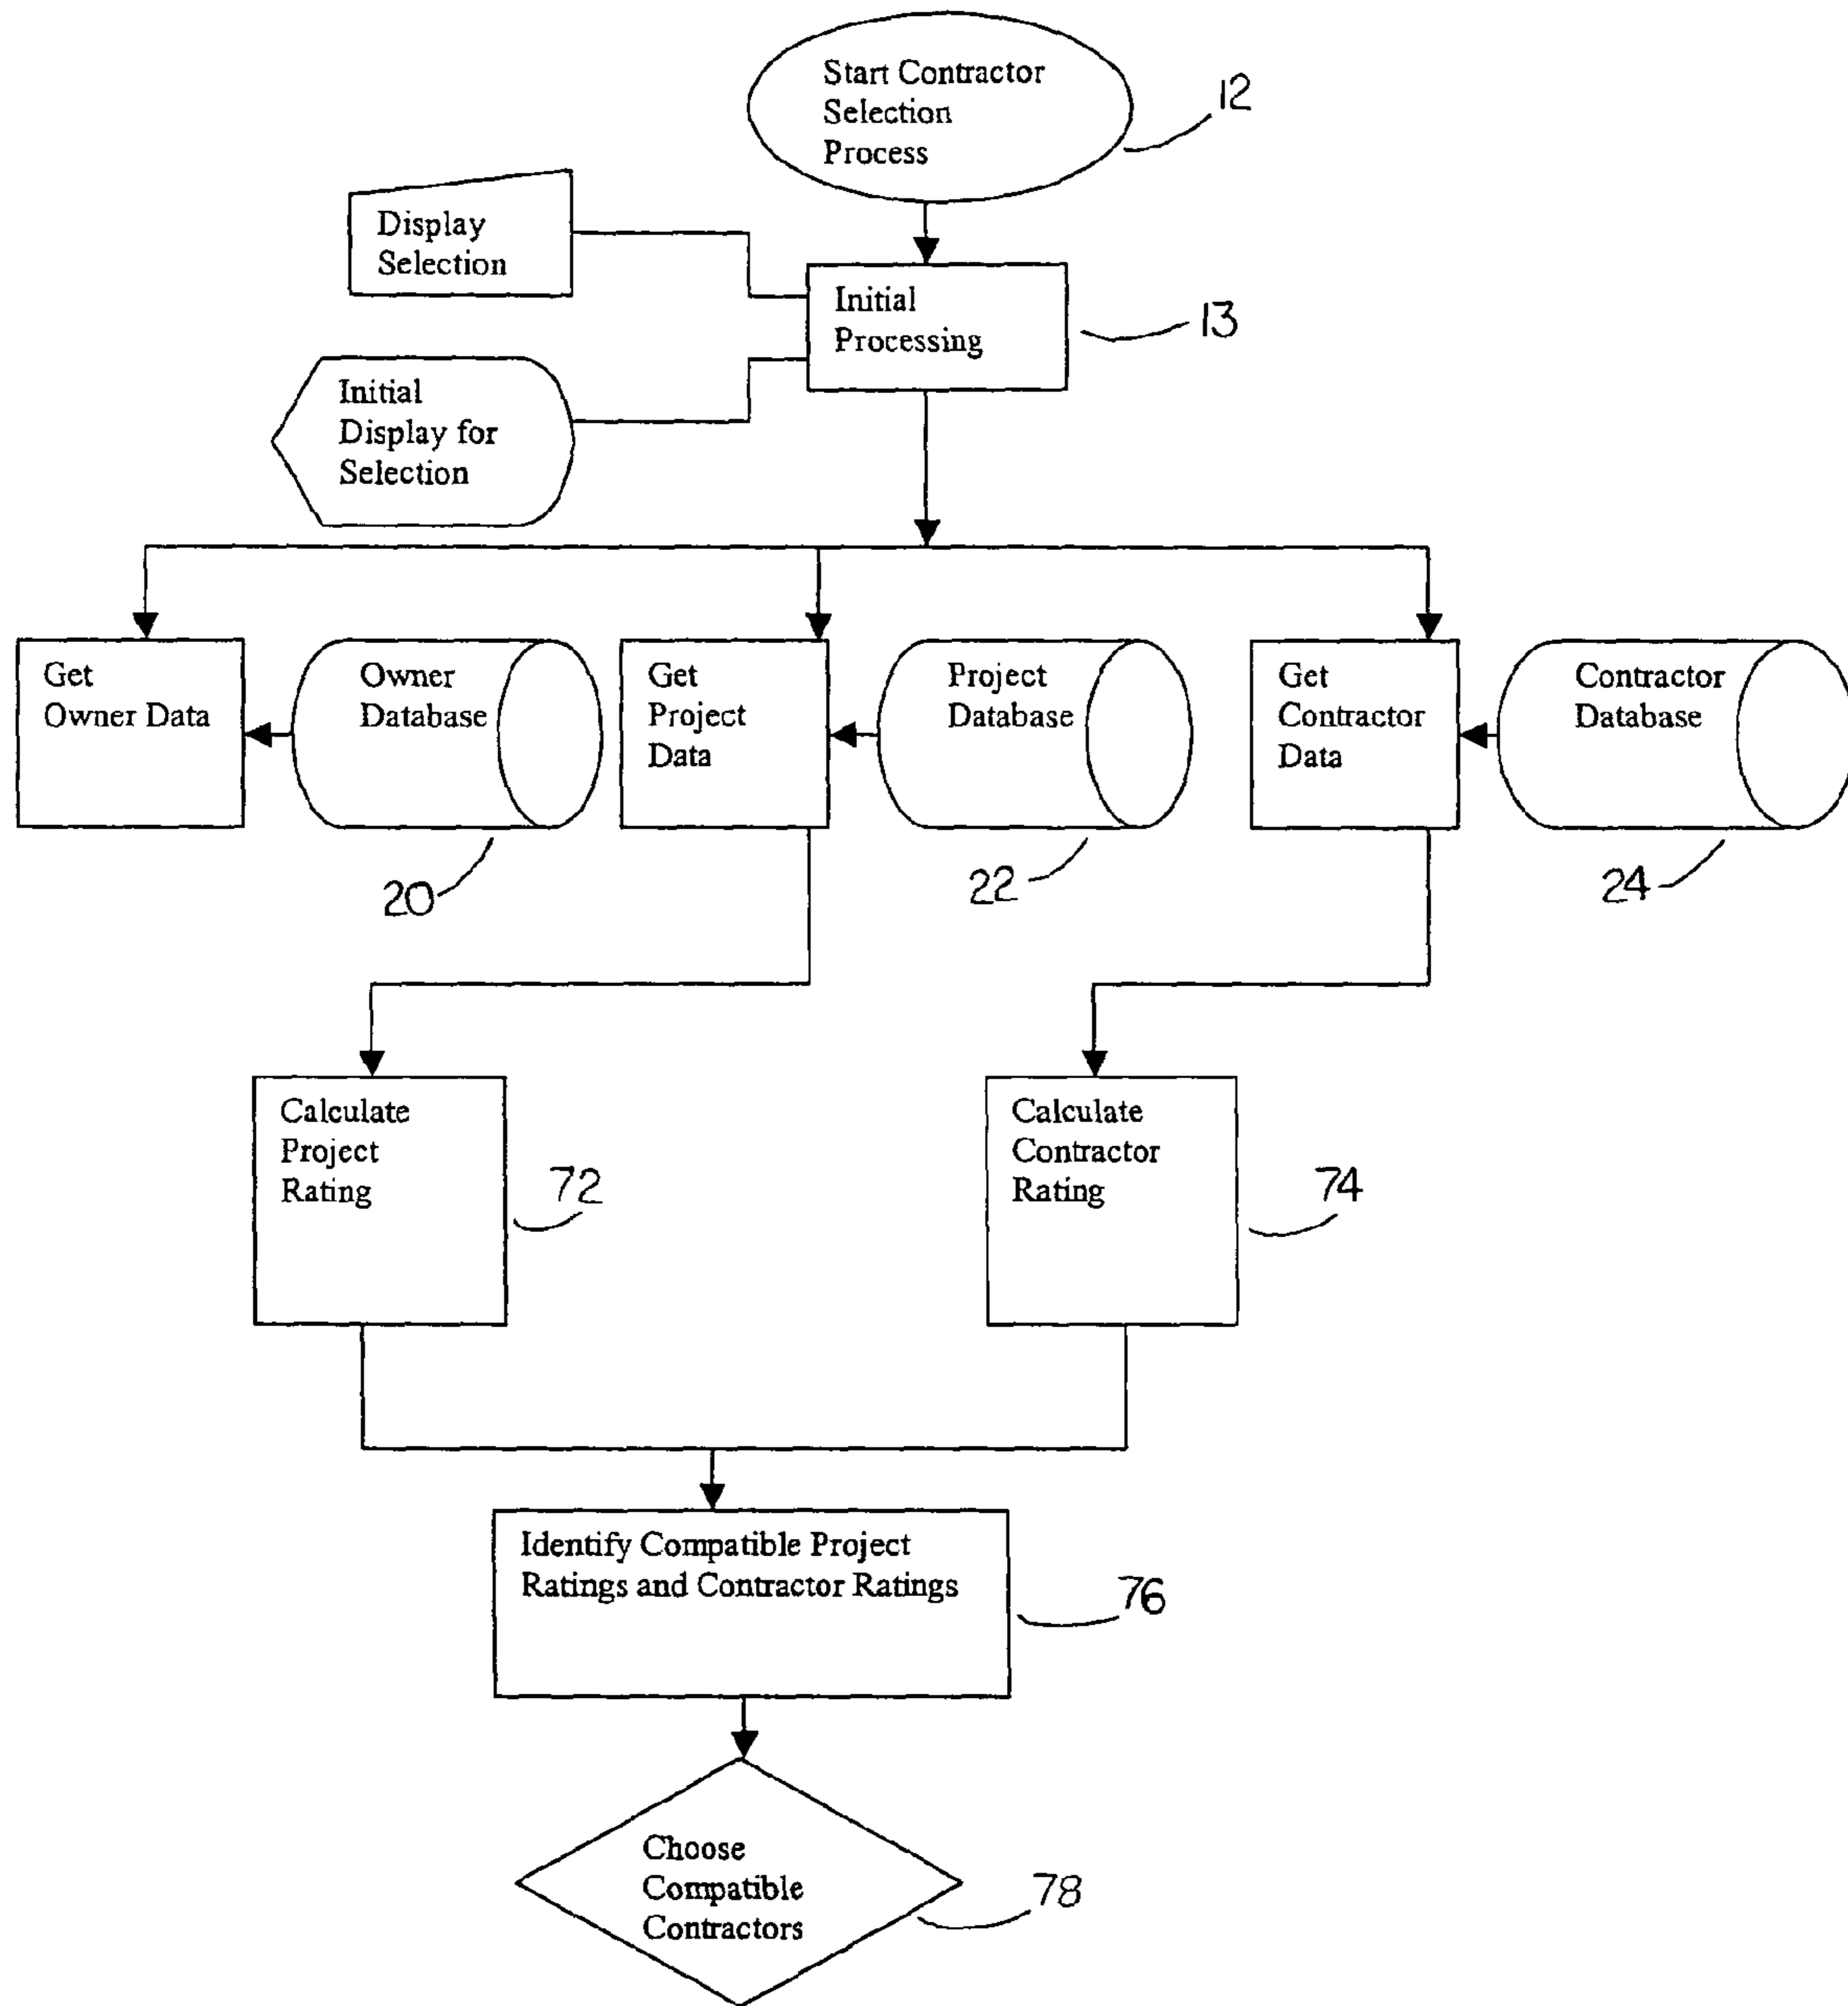 Start Contractor
Selection
Process
12
Display
Selection
Initial
Processing
13
Initial
Display for
Selection
Get
Owner Data
Owner
Database
Get
Project
Data
Project
Database
Get
Contractor
Data
Contractor
Database
20
22
24
Calculate
Project
Rating
72
Calculate
Contractor
Rating
74
Identify Compatible Project
Ratings and Contractor Ratings
76
Choose
Compatible
Contractors
78